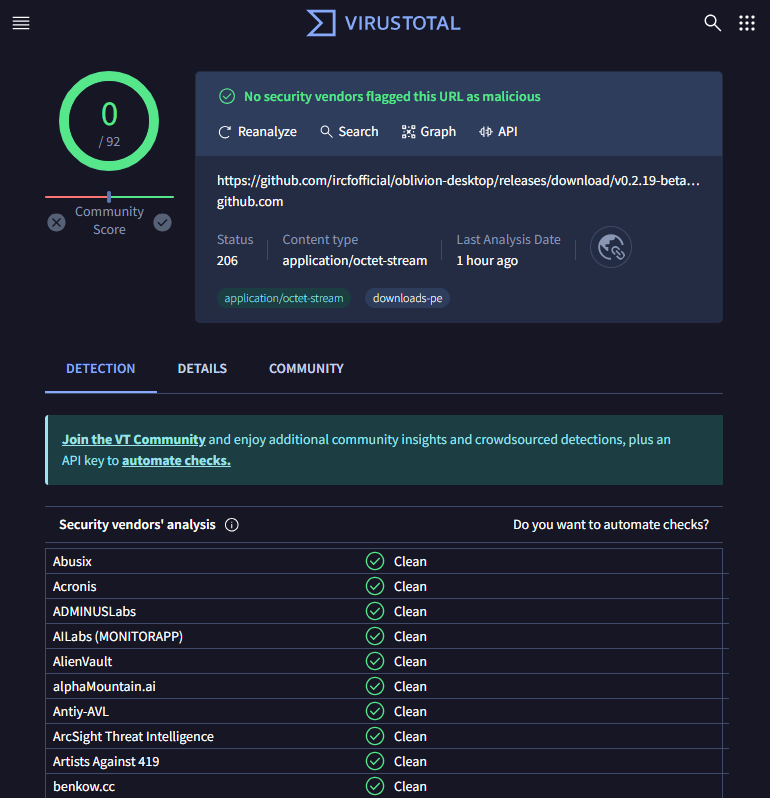 VIRUSTOTAL
0
/ 92
Community
Score
No security vendors flagged this URL as malicious
Reanalyze Search Graph API
https://github.com/ircfofficial/oblivion-desktop/releases/download/v0.2.19-beta…
github.com
Status Content type Last Analysis Date
206 application/octet-stream 1 hour ago
application/octet-stream downloads-pe
DETECTION DETAILS COMMUNITY
Join the VT Community and enjoy additional community insights and crowdsourced detections, plus an
API key to automate checks.
Security vendors' analysis Do you want to automate checks?
Abusix Clean
Acronis Clean
ADMINUSLabs Clean
AILabs (MONITORAPP) Clean
AlienVault Clean
alphaMountain.ai Clean
Antiy-AVL Clean
ArcSight Threat Intelligence Clean
Artists Against 419 Clean
benkow.cc Clean